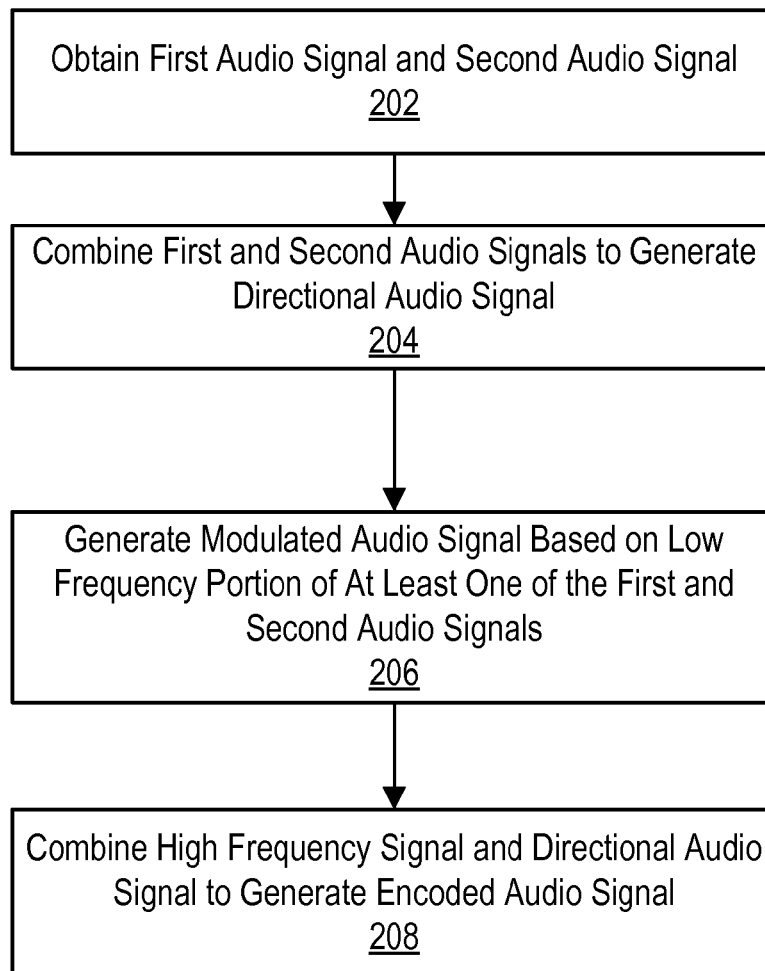 Obtain First Audio Signal and Second Audio Signal
202
Combine First and Second Audio Signals to Generate
Directional Audio Signal
204
Generate Modulated Audio Signal Based on Low
Frequency Portion of At Least One of the First and
Second Audio Signals
206
Combine High Frequency Signal and Directional Audio
Signal to Generate Encoded Audio Signal
208